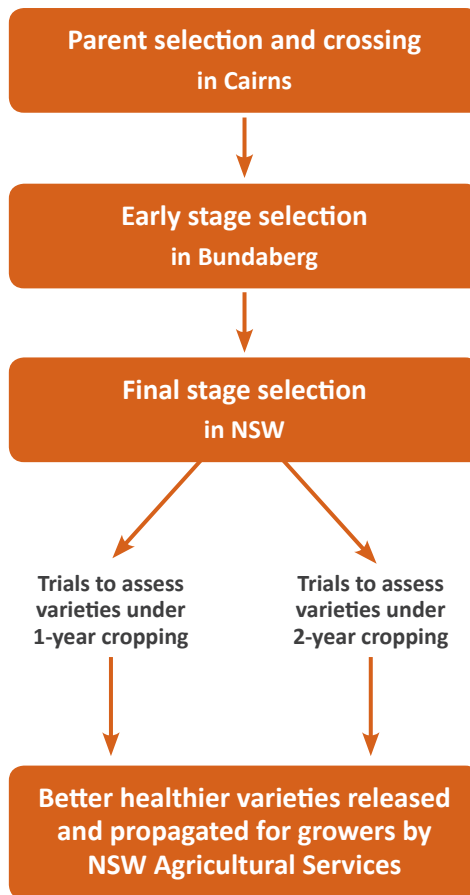 Parent selection and crossing
in Cairns
Early stage selection
in Bundaberg
Final stage selection
in NSW
Trials to assess
varieties under
1-year cropping
Trials to assess
varieties under
2-year cropping
Better healthier varieties released
and propagated for growers by
NSW Agricultural Services